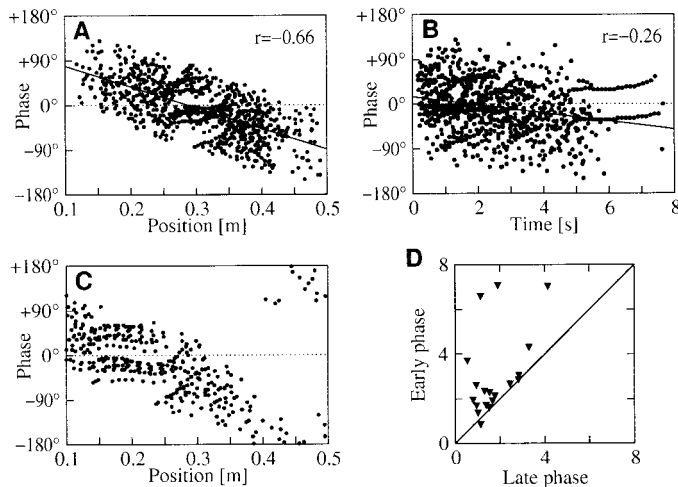 A
r=−0.66
+180°
+90°
0°
−90°
−180°
Phase
0.1
0.2
0.3
0.4
0.5
Position [m]
B
r=−0.26
+180°
+90°
0°
−90°
−180°
Phase
0
2
4
6
8
Time [s]
C
+180°
+90°
0°
−90°
−180°
Phase
0.1
0.2
0.3
0.4
0.5
Position [m]
D
8
4
0
Early phase
0
4
8
Late phase